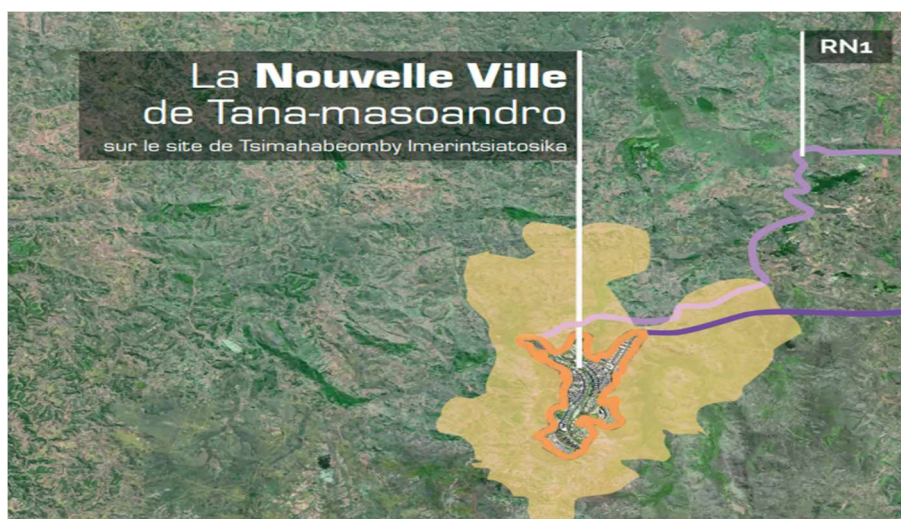 La Nouvelle Ville
de Tana-masoandro
sur le site de Tsimahabeomby Imerintsiatosika
RN1